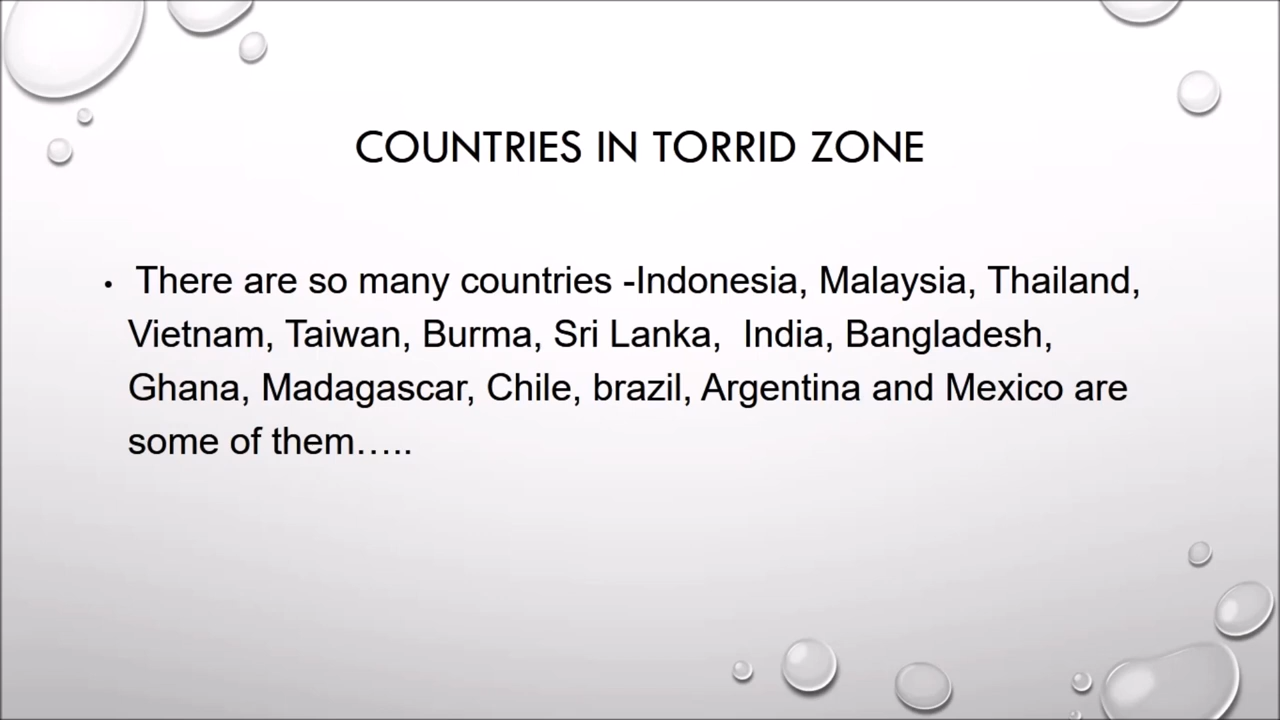 COUNTRIES IN TORRID ZONE
• There are so many countries -Indonesia, Malaysia, Thailand,
Vietnam, Taiwan, Burma, Sri Lanka,  India, Bangladesh,
Ghana, Madagascar, Chile, brazil, Argentina and Mexico are
some of them…..